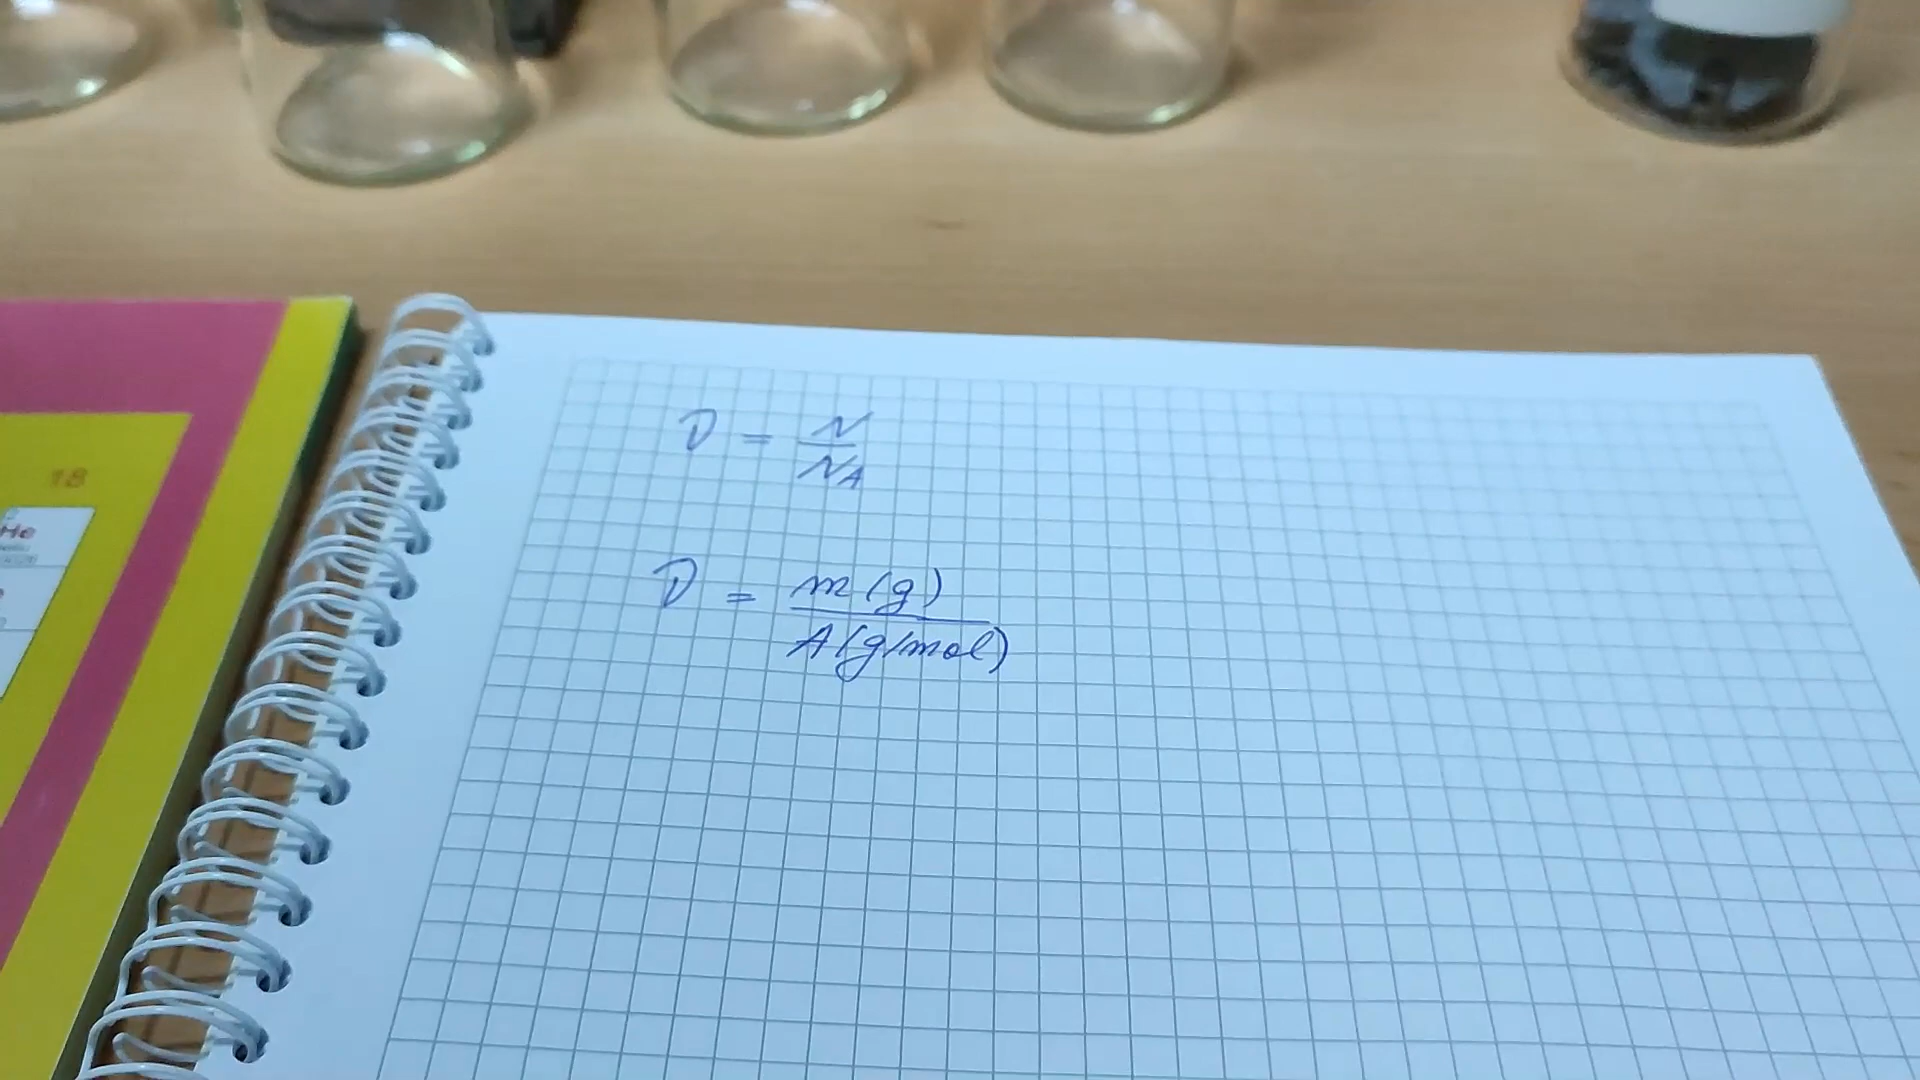 18
He
ν = N / N_A
ν = m (g) / A (g/mol)